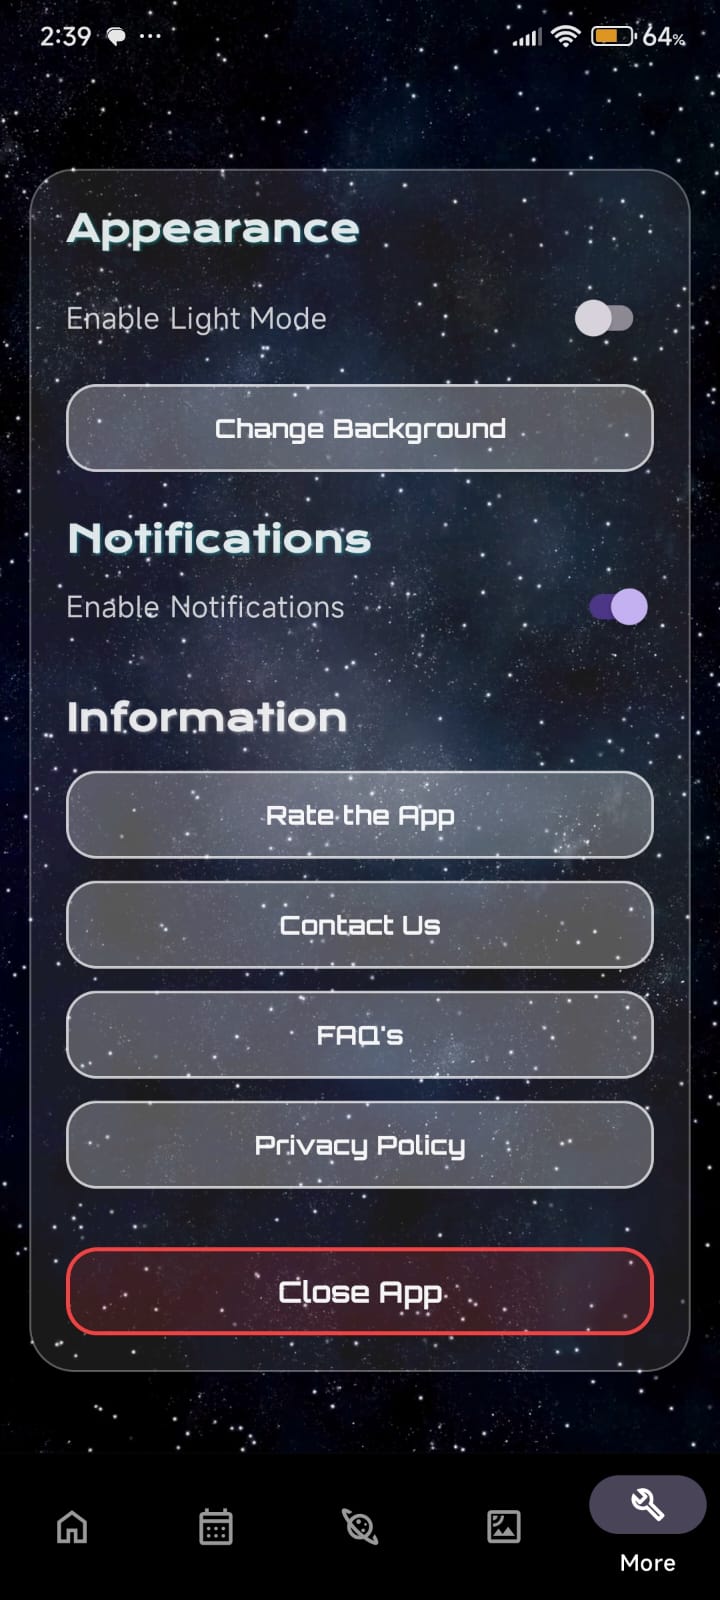 2:39
64%
Appearance
Enable Light Mode
Change Background
Notifications
Enable Notifications
Information
Rate the App
Contact Us
FAQ's
Privacy Policy
Close App
More